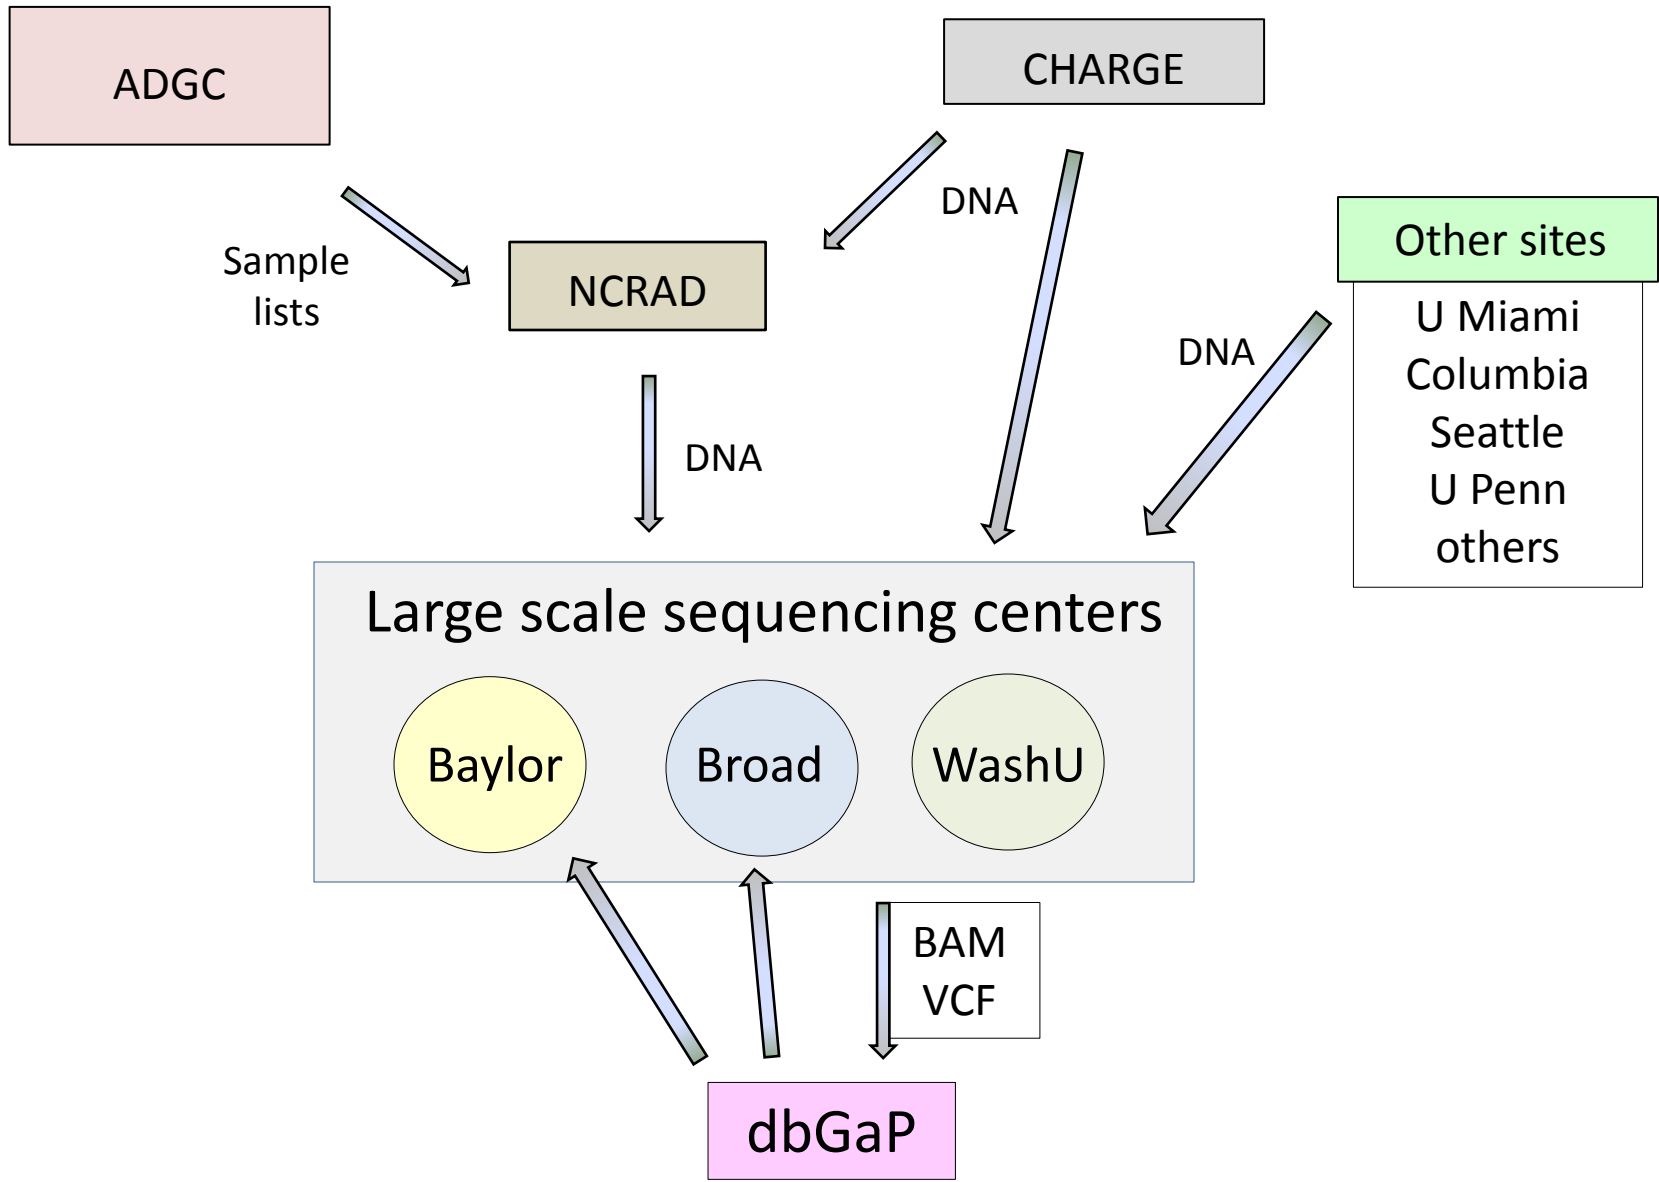 ADGC
CHARGE
DNA
Other sites
Sample
lists
NCRAD
U Miami
Columbia
Seattle
U Penn
others
DNA
DNA
Large scale sequencing centers
Baylor
Broad
WashU
BAM
VCF
dbGaP